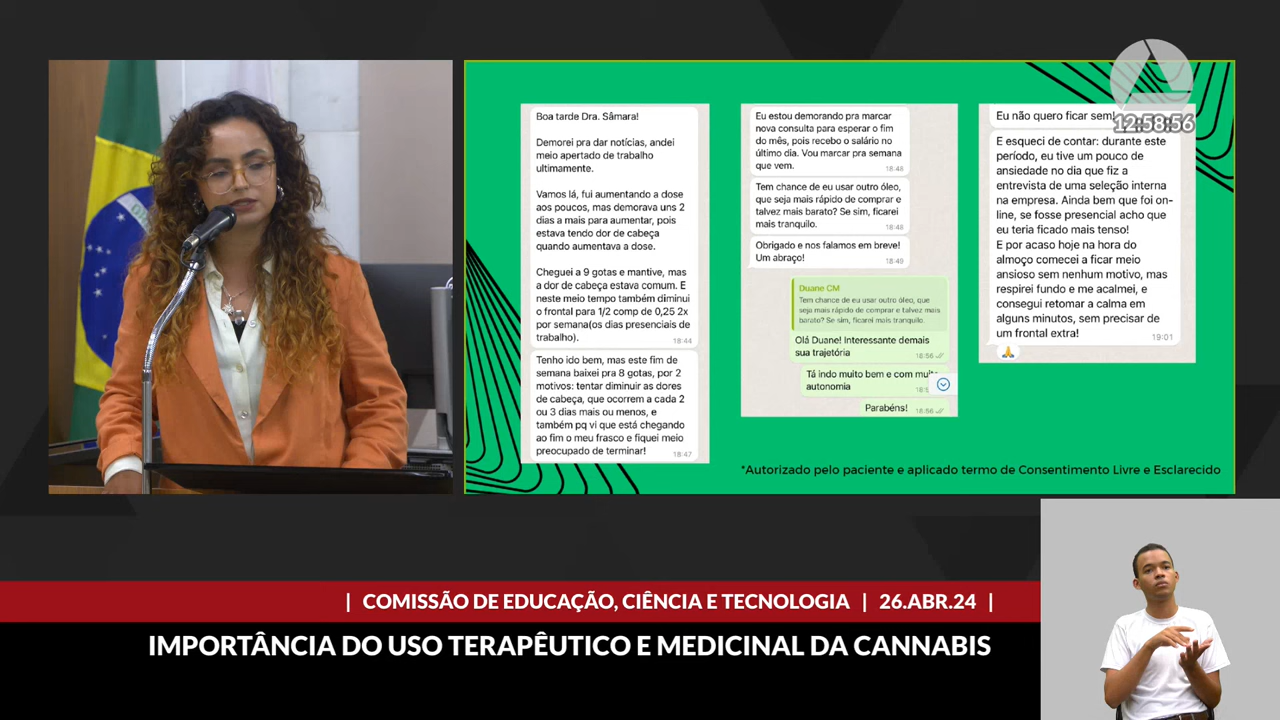 Boa tarde Dra. Sâmara!
Demorei pra dar notícias, andei
meio apertado de trabalho
ultimamente.
Vamos lá, fui aumentando a dose
aos poucos, mas demorava uns 2
dias a mais para aumentar, pois
estava tendo dor de cabeça
quando aumentava a dose.
Cheguei a 9 gotas e mantive, mas
a dor de cabeça estava comum. E
neste meio tempo também diminui
o frontal para 1/2 comp de 0,25 2x
por semana(os dias presenciais de
trabalho).
18:44
Tenho ido bem, mas este fim de
semana baixei pra 8 gotas, por 2
motivos: tentar diminuir as dores
de cabeça, que ocorrem a cada 2
ou 3 dias mais ou menos, e
também pq vi que está chegando
ao fim o meu frasco e fiquei meio
preocupado de terminar!
18:47
Eu estou demorando pra marcar
nova consulta para esperar o fim
do mês, pois recebo o salário no
último dia. Vou marcar pra semana
que vem.
18:48
Tem chance de eu usar outro óleo,
que seja mais rápido de comprar e
talvez mais barato? Se sim, ficarei
mais tranquilo.
18:48
Obrigado e nos falamos em breve!
Um abraço!
18:49
Duane CM
Tem chance de eu usar outro óleo, que
seja mais rápido de comprar e talvez mais
barato? Se sim, ficarei mais tranquilo.
Olá Duane! Interessante demais
sua trajetória
18:56
Tá indo muito bem e com
autonomia
Parabéns!
18:56
Eu não quero ficar sem!
12:58:56
E esqueci de contar: durante este
período, eu tive um pouco de
ansiedade no dia que fiz a
entrevista de uma seleção interna
na empresa. Ainda bem que foi on-
line, se fosse presencial acho que
eu teria ficado mais tenso!
E por acaso hoje na hora do
almoço comecei a ficar meio
ansioso sem nenhum motivo, mas
respirei fundo e me acalmei, e
consegui retomar a calma em
alguns minutos, sem precisar de
um frontal extra!
19:01
*Autorizado pelo paciente e aplicado termo de Consentimento Livre e Esclarecido
| COMISSÃO DE EDUCAÇÃO, CIÊNCIA E TECNOLOGIA | 26.ABR.24 |
IMPORTÂNCIA DO USO TERAPÊUTICO E MEDICINAL DA CANNABIS